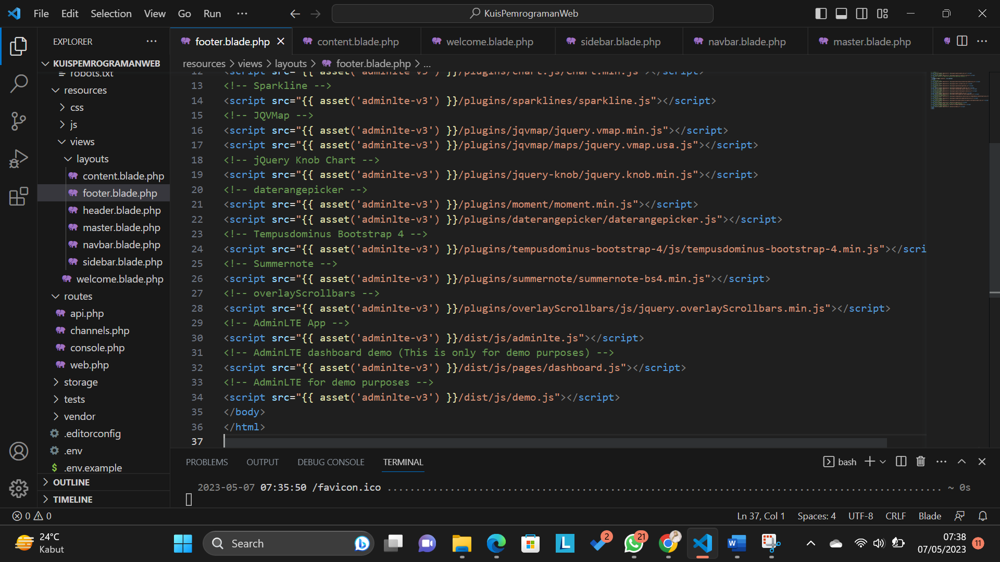 File Edit Selection View Go Run ··· KuisPemrogramanWeb
EXPLORER ···
footer.blade.php content.blade.php welcome.blade.php sidebar.blade.php navbar.blade.php master.blade.php ···
KUISPEMROGRAMANWEB
resources > views > layouts > footer.blade.php > ...
robots.txt
resources
css
js
views
layouts
content.blade.php
footer.blade.php
header.blade.php
master.blade.php
navbar.blade.php
sidebar.blade.php
welcome.blade.php
routes
api.php
channels.php
console.php
web.php
storage
tests
vendor
.editorconfig
.env
$ .env.example
OUTLINE
TIMELINE
12 <script src="{{ asset('adminlte-v3') }}/plugins/chart.js/Chart.min.js"></script>
13 <!-- Sparkline -->
14 <script src="{{ asset('adminlte-v3') }}/plugins/sparklines/sparkline.js"></script>
15 <!-- JQVMap -->
16 <script src="{{ asset('adminlte-v3') }}/plugins/jqvmap/jquery.vmap.min.js"></script>
17 <script src="{{ asset('adminlte-v3') }}/plugins/jqvmap/maps/jquery.vmap.usa.js"></script>
18 <!-- jQuery Knob Chart -->
19 <script src="{{ asset('adminlte-v3') }}/plugins/jquery-knob/jquery.knob.min.js"></script>
20 <!-- daterangepicker -->
21 <script src="{{ asset('adminlte-v3') }}/plugins/moment/moment.min.js"></script>
22 <script src="{{ asset('adminlte-v3') }}/plugins/daterangepicker/daterangepicker.js"></script>
23 <!-- Tempusdominus Bootstrap 4 -->
24 <script src="{{ asset('adminlte-v3') }}/plugins/tempusdominus-bootstrap-4/js/tempusdominus-bootstrap-4.min.js"></scri
25 <!-- Summernote -->
26 <script src="{{ asset('adminlte-v3') }}/plugins/summernote/summernote-bs4.min.js"></script>
27 <!-- overlayScrollbars -->
28 <script src="{{ asset('adminlte-v3') }}/plugins/overlayScrollbars/js/jquery.overlayScrollbars.min.js"></script>
29 <!-- AdminLTE App -->
30 <script src="{{ asset('adminlte-v3') }}/dist/js/adminlte.js"></script>
31 <!-- AdminLTE dashboard demo (This is only for demo purposes) -->
32 <script src="{{ asset('adminlte-v3') }}/dist/js/pages/dashboard.js"></script>
33 <!-- AdminLTE for demo purposes -->
34 <script src="{{ asset('adminlte-v3') }}/dist/js/demo.js"></script>
35 </body>
36 </html>
37
PROBLEMS OUTPUT DEBUG CONSOLE TERMINAL bash
2023-05-07 07:35:50 /favicon.ico ................................................................................................ ~ 0s
0 0 Ln 37, Col 1 Spaces: 4 UTF-8 CRLF Blade
24°C
Kabut
Search
L
2
21
W
07:38
07/05/2023
11